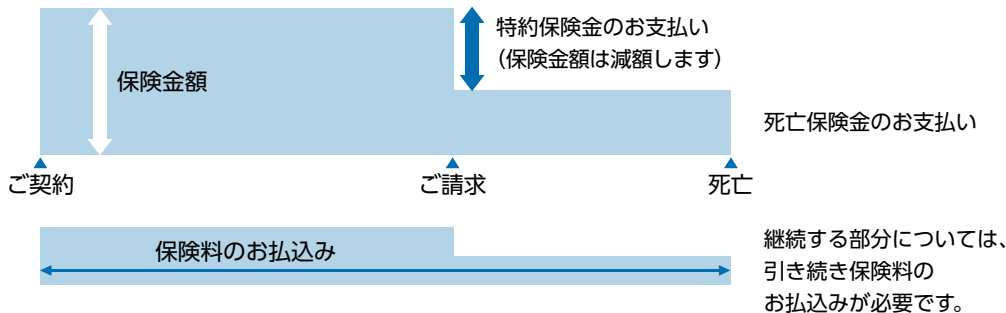 特約保険金のお支払い
（保険金額は減額します）
保険金額
死亡保険金のお支払い
ご契約
ご請求
死亡
保険料のお払込み
継続する部分については、
引き続き保険料の
お払込みが必要です。